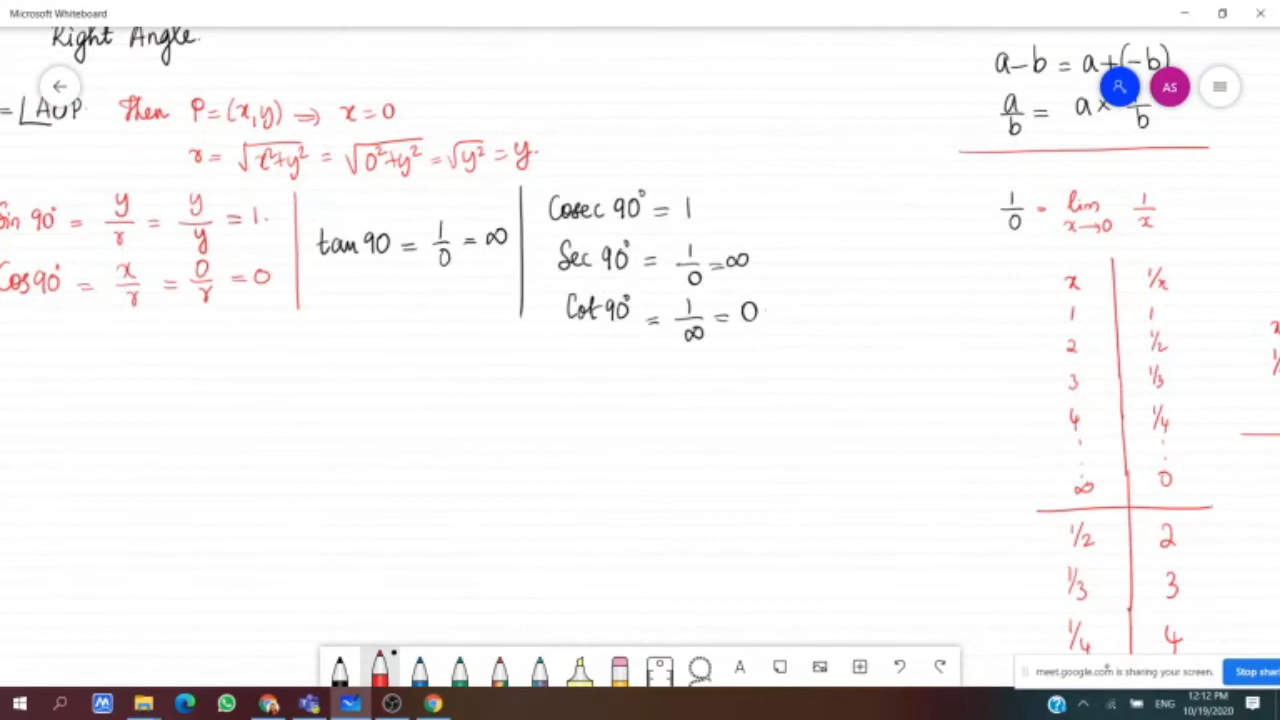 Microsoft Whiteboard
Right Angle.
= ∠AOP. Then P=(x,y) ⇒ x=0
r = √x²+y² = √0²+y² = √y² = y.
Sin 90° = y/r = y/y = 1.
Cos 90° = x/r = 0/r = 0
tan 90 = 1/0 = ∞
Cosec 90° = 1
Sec 90° = 1/0 = ∞
Cot 90° = 1/∞ = 0
a-b = a+(-b)
a/b = a×
b
AS
1/0 = lim x→0 1/x
x 1/x
1 1
2 1/2
3 1/3
4 1/4
∞ 0
1/2 2
1/3 3
1/4 4
A
meet.google.com is sharing your screen.
Stop
ENG
12:12 PM
10/19/2020